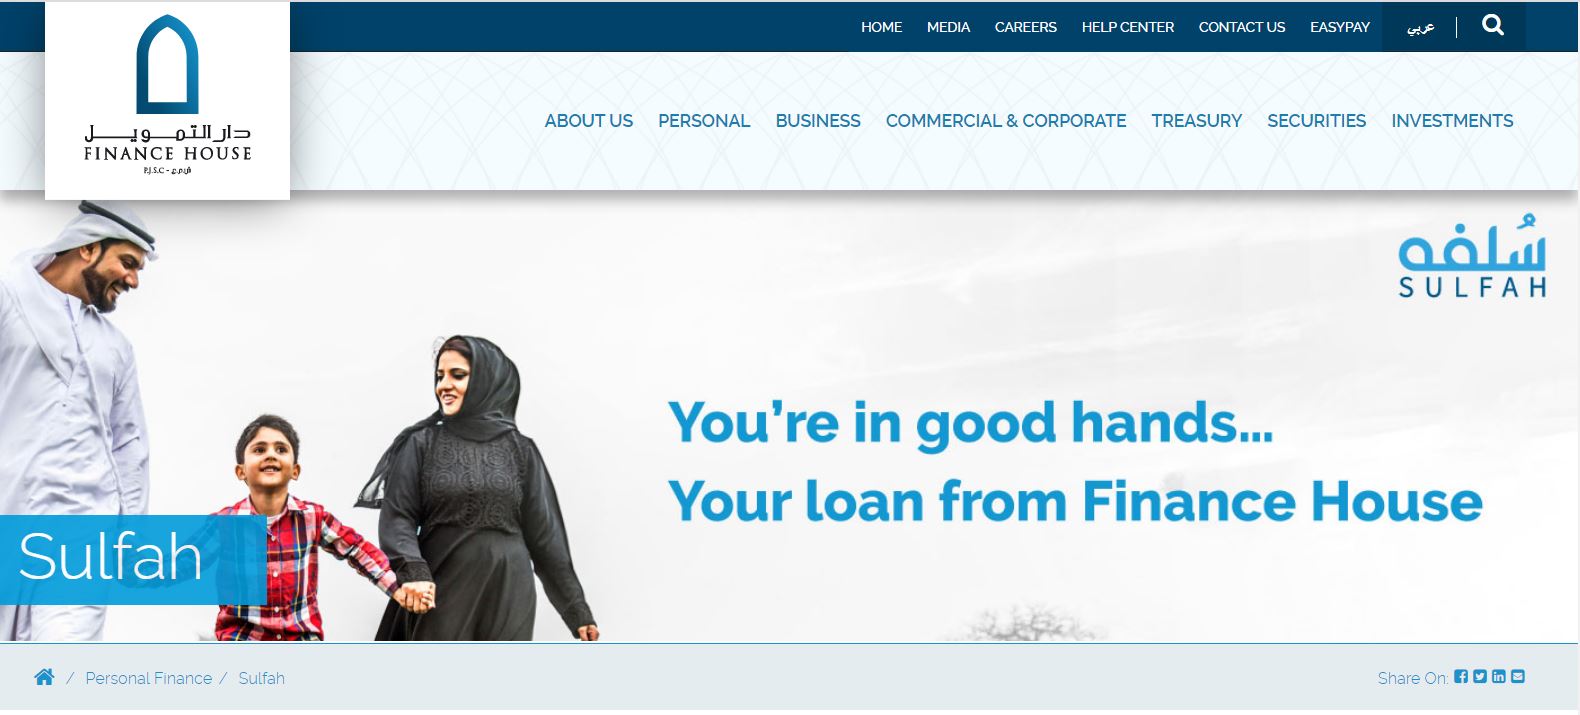 HOME MEDIA CAREERS HELP CENTER CONTACT US EASYPAY عربي
دار التمويل
FINANCE HOUSE
P.J.S.C - ش.م.ع
ABOUT US PERSONAL BUSINESS COMMERCIAL & CORPORATE TREASURY SECURITIES INVESTMENTS
سُلفه
SULFAH
You're in good hands...
Your loan from Finance House
Sulfah
/ Personal Finance / Sulfah
Share On: